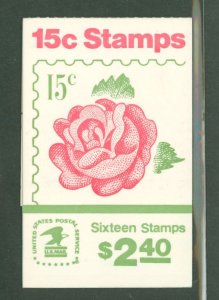 15c Stamps
15c
UNITED STATES POSTAL SERVICE
U.S. MAIL
Sixteen Stamps
$2.40